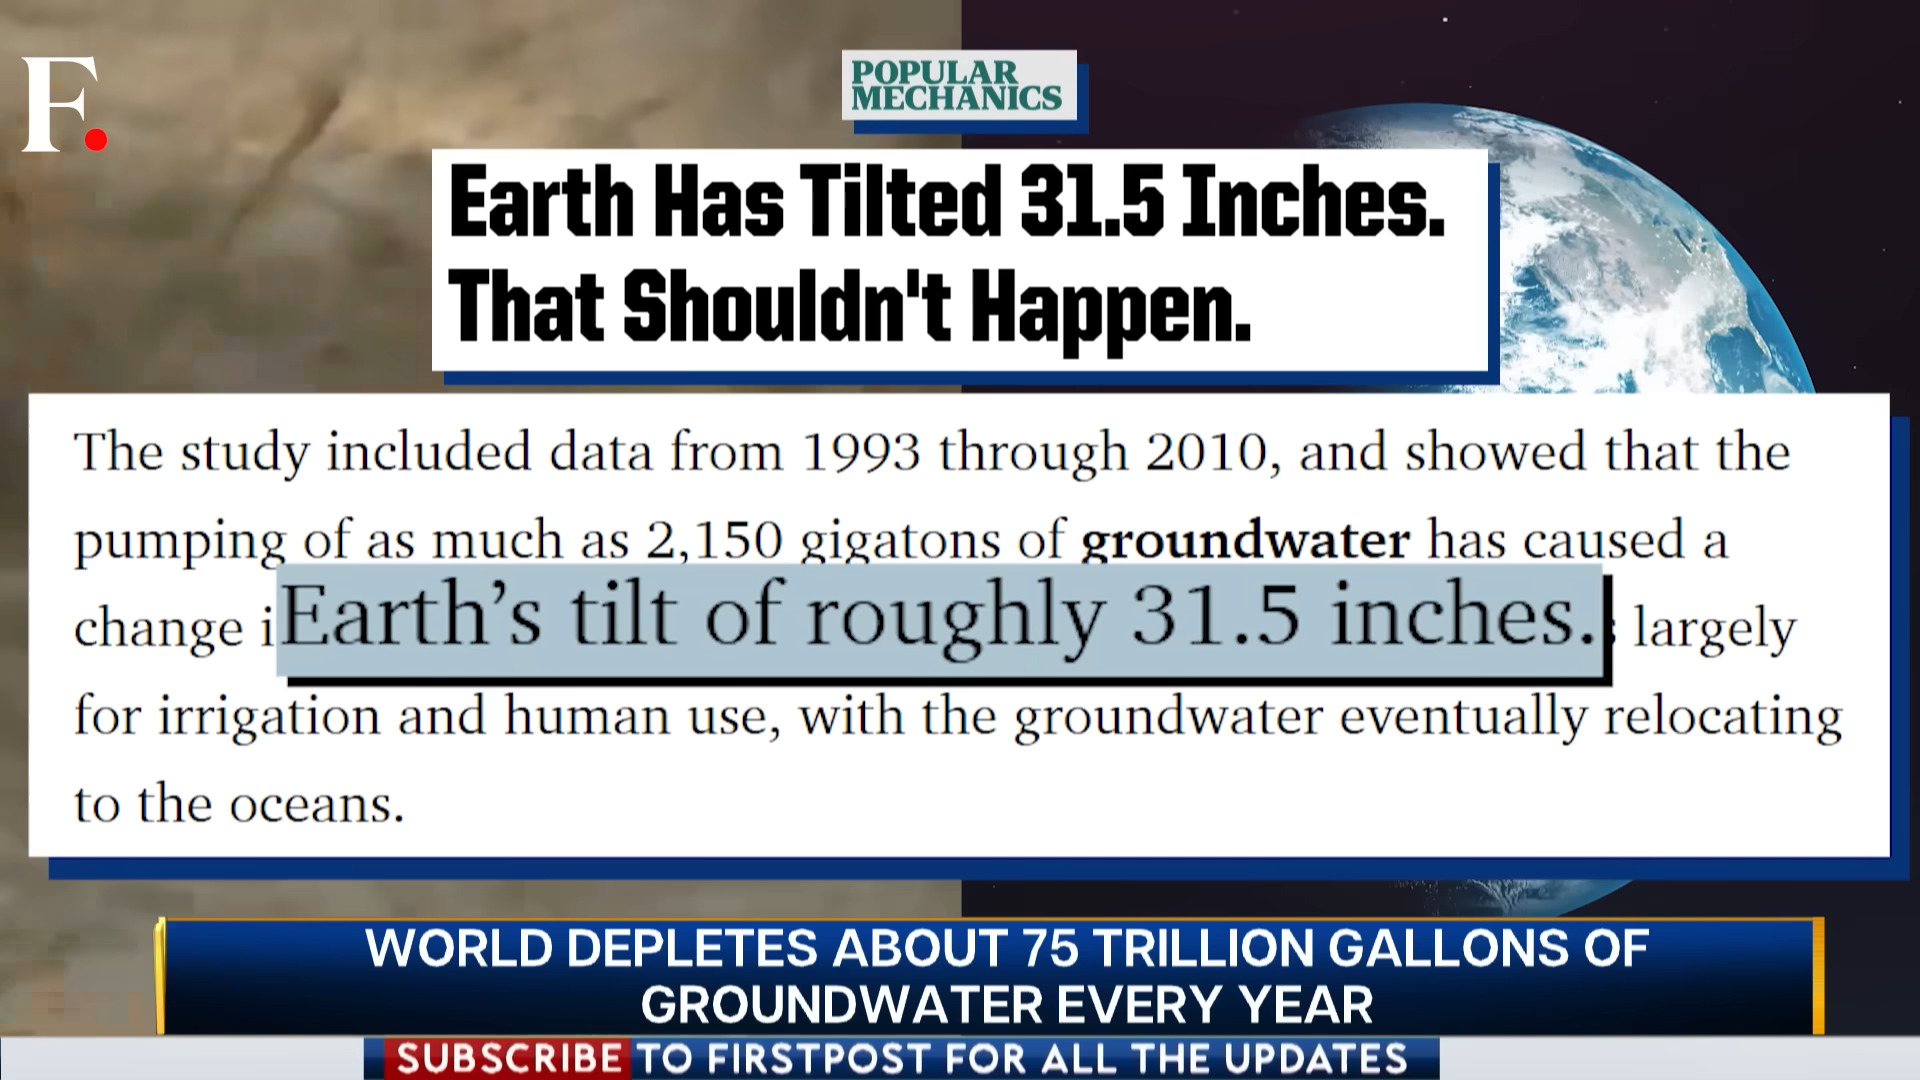 F.
POPULAR
MECHANICS
Earth Has Tilted 31.5 Inches.
That Shouldn't Happen.
The study included data from 1993 through 2010, and showed that the
pumping of as much as 2,150 gigatons of groundwater has caused a
change
Earth’s tilt of roughly 31.5 inches.
largely
for irrigation and human use, with the groundwater eventually relocating
to the oceans.
WORLD DEPLETES ABOUT 75 TRILLION GALLONS OF
GROUNDWATER EVERY YEAR
SUBSCRIBE TO FIRSTPOST FOR ALL THE UPDATES